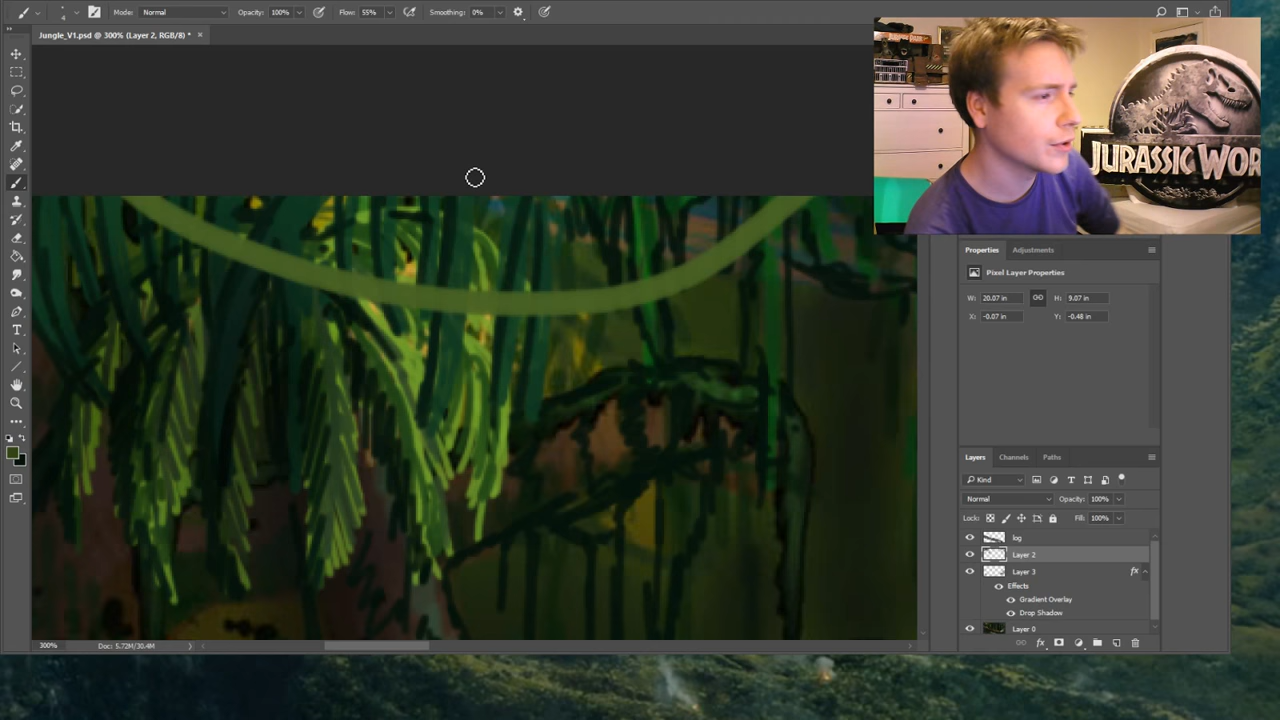 4 Mode: Normal Opacity: 100% Flow: 55% Smoothing: 0%
Jungle_V1.psd @ 300% (Layer 2, RGB/8) * ×
JURASSIC WOR
Properties Adjustments
Pixel Layer Properties
W: 20.07 in H: 9.07 in
X: -0.07 in Y: -0.48 in
Layers Channels Paths
Kind
Normal Opacity: 100%
Lock: Fill: 100%
log
Layer 2
Layer 3 fx
Effects
Gradient Overlay
Drop Shadow
Layer 0
300% Doc: 5.72M/30.4M
fx